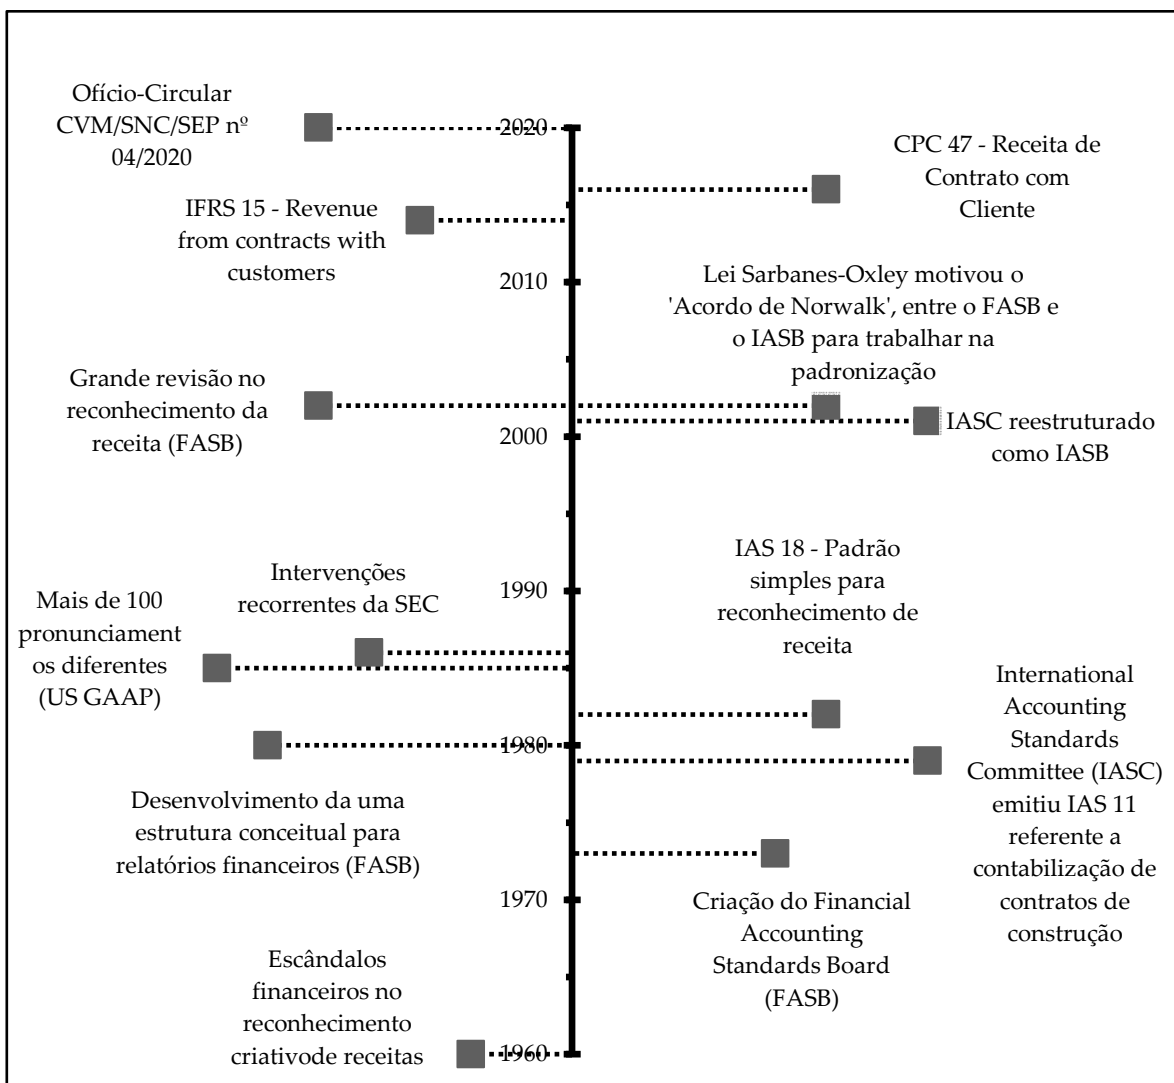 Ofício-Circular
CVM/SNC/SEP nº
04/2020
2020
CPC 47 - Receita de
Contrato com
Cliente
IFRS 15 - Revenue
from contracts with
customers
2010
Lei Sarbanes-Oxley motivou o
'Acordo de Norwalk', entre o FASB e
o IASB para trabalhar na
padronização
Grande revisão no
reconhecimento da
receita (FASB)
2000
IASC reestruturado
como IASB
IAS 18 - Padrão
simples para
reconhecimento de
receita
1990
Intervenções
recorrentes da SEC
Mais de 100
pronunciament
os diferentes
(US GAAP)
International
Accounting
Standards
Committee (IASC)
emitiu IAS 11
referente a
contabilização de
contratos de
construção
1980
Desenvolvimento da uma
estrutura conceitual para
relatórios financeiros (FASB)
1970
Criação do Financial
Accounting
Standards Board
(FASB)
Escândalos
financeiros no
reconhecimento
criativode receitas
1960